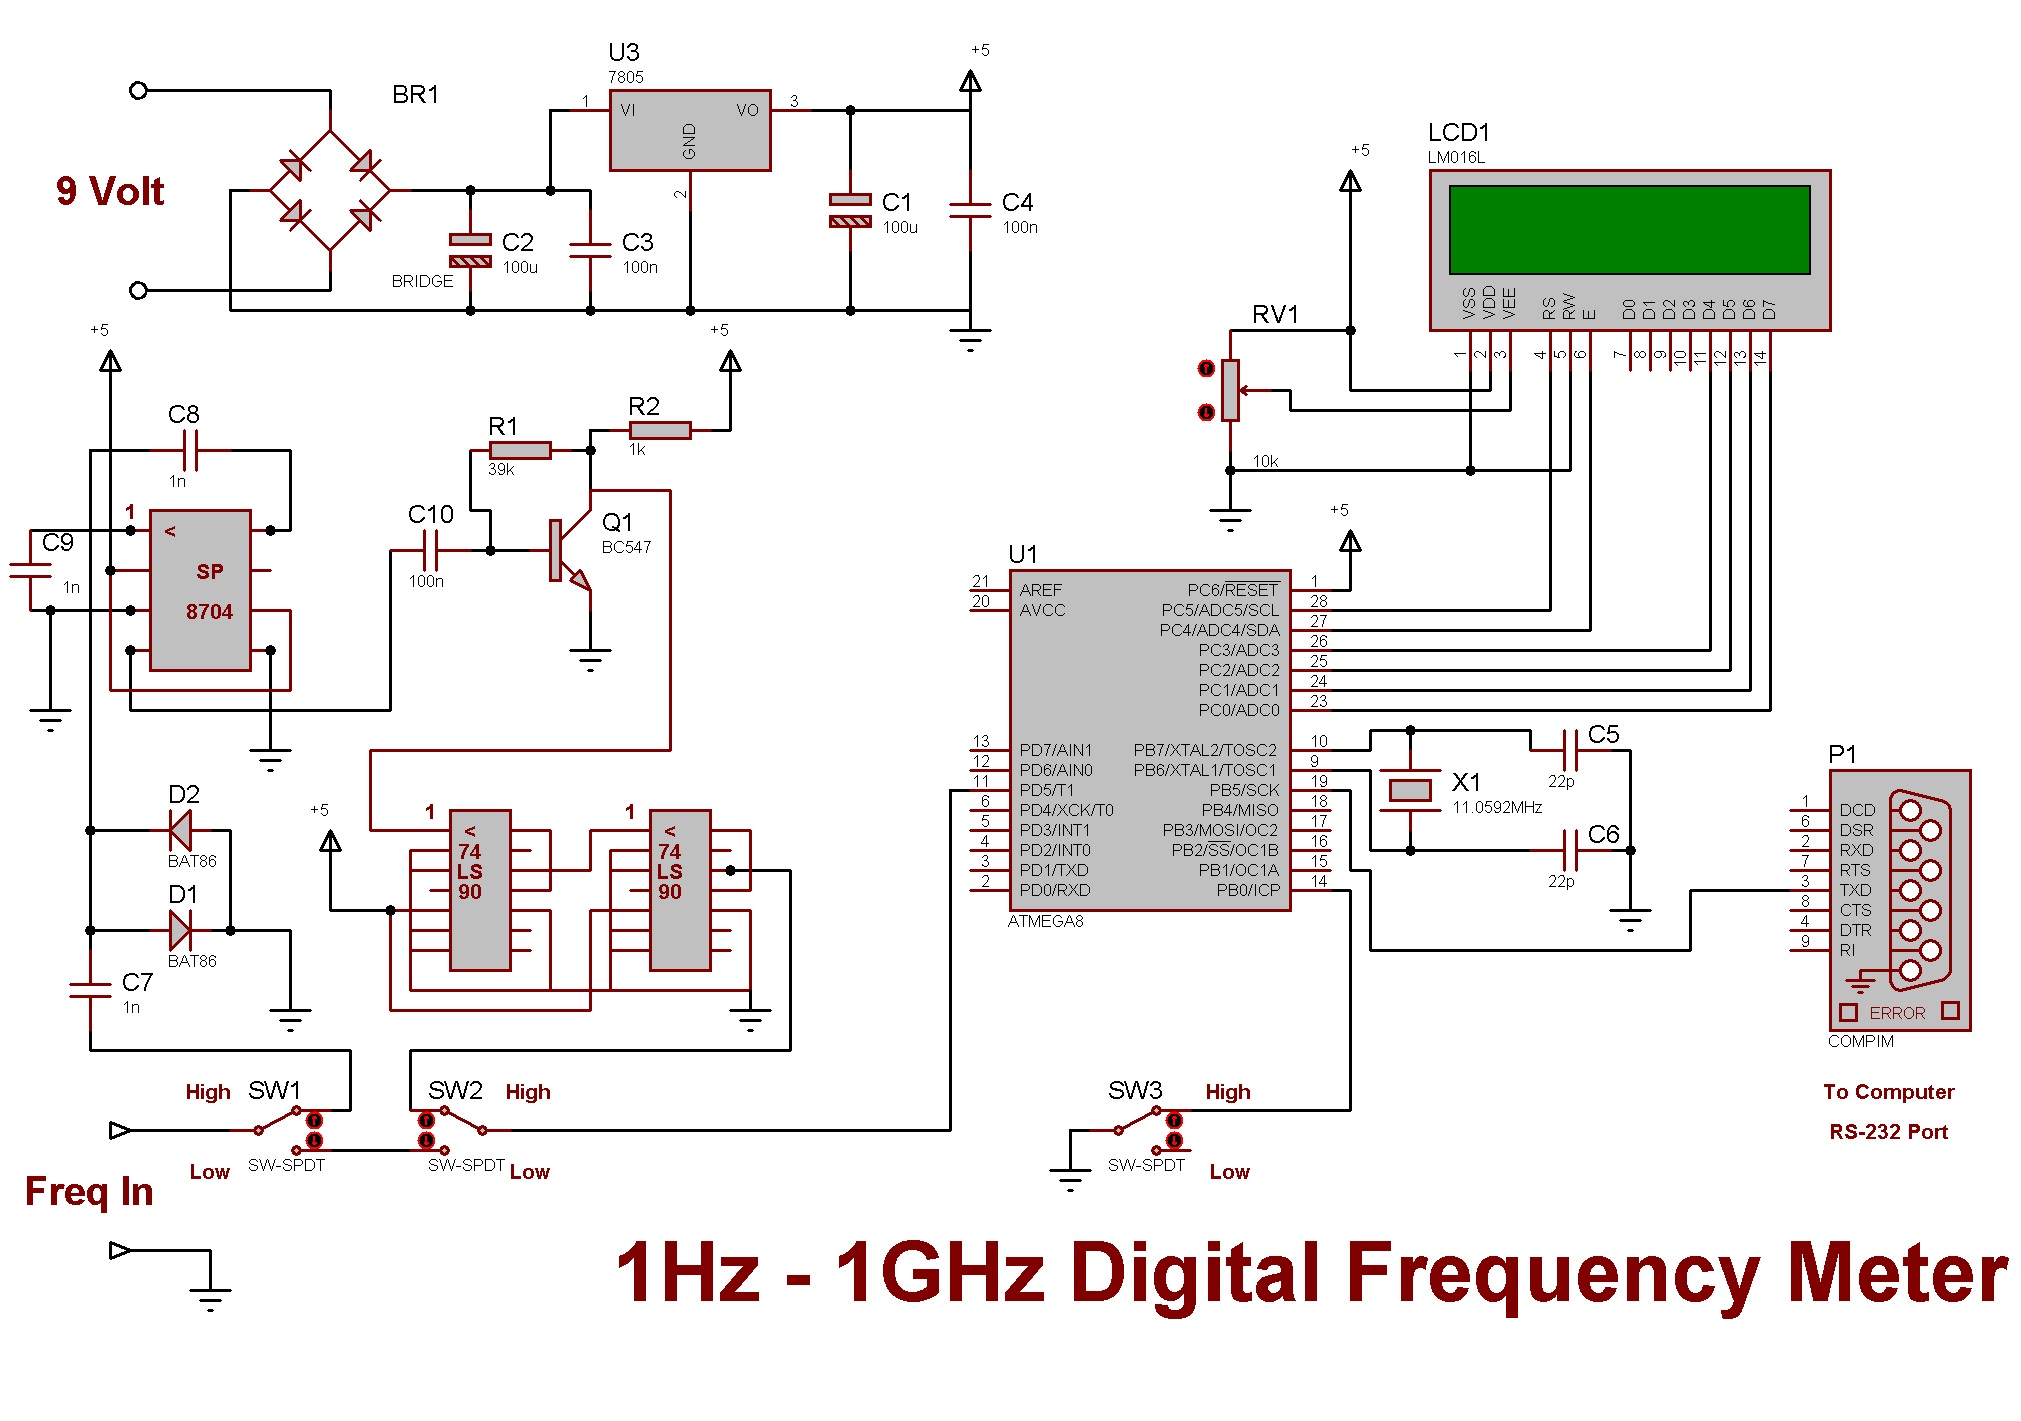 U3
7805
VI
VO
GND
1
3
2
+5
BR1
BRIDGE
9 Volt
C2
100u
C3
100n
C1
100u
C4
100n
LCD1
LM016L
VSS
VDD
VEE
RS
RW
E
D0
D1
D2
D3
D4
D5
D6
D7
1
2
3
4
5
6
7
8
9
10
11
12
13
14
+5
RV1
10k
+5
C8
1n
1
<
SP
8704
C9
1n
+5
R1
39k
R2
1k
C10
100n
Q1
BC547
D2
BAT86
D1
BAT86
C7
1n
+5
1
<
74
LS
90
1
<
74
LS
90
U1
ATMEGA8
21 AREF
20 AVCC
13 PD7/AIN1
12 PD6/AIN0
11 PD5/T1
6 PD4/XCK/T0
5 PD3/INT1
4 PD2/INT0
3 PD1/TXD
2 PD0/RXD
PC6/RESET 1
PC5/ADC5/SCL 28
PC4/ADC4/SDA 27
PC3/ADC3 26
PC2/ADC2 25
PC1/ADC1 24
PC0/ADC0 23
PB7/XTAL2/TOSC2 10
PB6/XTAL1/TOSC1 9
PB5/SCK 19
PB4/MISO 18
PB3/MOSI/OC2 17
PB2/SS/OC1B 16
PB1/OC1A 15
PB0/ICP 14
+5
X1
11.0592MHz
C5
22p
C6
22p
P1
1 DCD
6 DSR
2 RXD
7 RTS
3 TXD
8 CTS
4 DTR
9 RI
ERROR
COMPIM
To Computer
RS-232 Port
High
SW1
Low
SW-SPDT
SW2
High
SW-SPDT
Low
SW3
High
SW-SPDT
Low
Freq In
1Hz - 1GHz Digital Frequency Meter